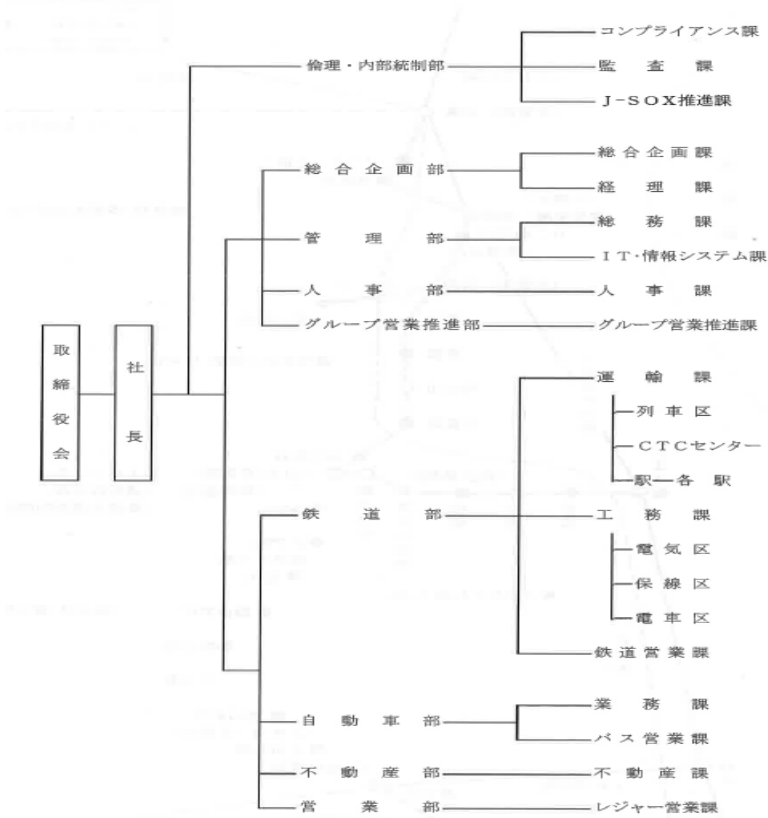 取締役会
社長
倫理・内部統制部
コンプライアンス課
監査課
J-SOX推進課
総合企画部
総合企画課
経理課
管理部
総務課
IT・情報システム課
人事部
人事課
グループ営業推進部
グループ営業推進課
鉄道部
運輸課
列車区
CTCセンター
駅
各駅
工務課
電気区
保線区
電車区
鉄道営業課
自動車部
業務課
バス営業課
不動産部
不動産課
営業部
レジャー営業課